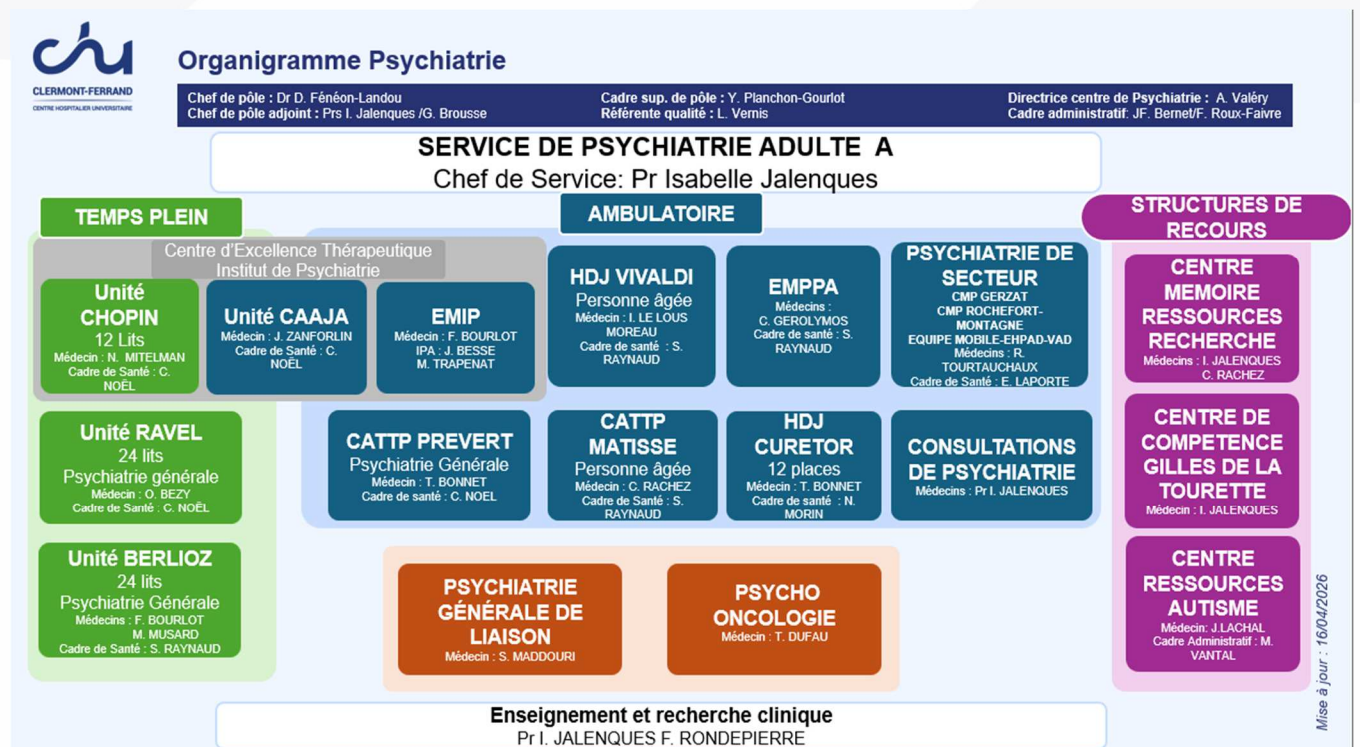 chu
CLERMONT-FERRAND
CENTRE HOSPITALIER UNIVERSITAIRE
Organigramme Psychiatrie
Chef de pôle : Dr D. Fénéon-Landou
Chef de pôle adjoint : Prs I. Jalenques /G. Brousse
Cadre sup. de pôle : Y. Planchon-Gourlot
Référente qualité : L. Vernis
Directrice centre de Psychiatrie : A. Valéry
Cadre administratif: JF. Bernet/F. Roux-Faivre
SERVICE DE PSYCHIATRIE ADULTE A
Chef de Service: Pr Isabelle Jalenques
TEMPS PLEIN
AMBULATOIRE
STRUCTURES DE
RECOURS
Centre d'Excellence Thérapeutique
Institut de Psychiatrie
Unité
CHOPIN
12 Lits
Médecin : N. MITELMAN
Cadre de Santé : C.
NOËL
Unité CAAJA
Médecin : J. ZANFORLIN
Cadre de Santé : C.
NOËL
EMIP
Médecin : F. BOURLOT
IPA : J. BESSE
M. TRAPENAT
HDJ VIVALDI
Personne âgée
Médecin : I. LE LOUS
MOREAU
Cadre de santé : S.
RAYNAUD
EMPPA
Médecins :
C. GEROLYMOS
Cadre de santé : S.
RAYNAUD
PSYCHIATRIE DE
SECTEUR
CMP GERZAT
CMP ROCHEFORT-
MONTAGNE
EQUIPE MOBILE-EHPAD-VAD
Médecins : R.
TOURTAUCHAUX
Cadre de Santé : E. LAPORTE
CENTRE
MEMOIRE
RESSOURCES
RECHERCHE
Médecins : I. JALENQUES
C. RACHEZ
Unité RAVEL
24 lits
Psychiatrie générale
Médecin : O. BEZY
Cadre de Santé : C. NOËL
CATTP PREVERT
Psychiatrie Générale
Médecin : T. BONNET
Cadre de santé : C. NOEL
CATTP
MATISSE
Personne âgée
Médecin : C. RACHEZ
Cadre de Santé : S.
RAYNAUD
HDJ
CURETOR
12 places
Médecin : T. BONNET
Cadre de santé : N.
MORIN
CONSULTATIONS
DE PSYCHIATRIE
Médecins : Pr I. JALENQUES
CENTRE DE
COMPETENCE
GILLES DE LA
TOURETTE
Médecin : I. JALENQUES
Unité BERLIOZ
24 lits
Psychiatrie Générale
Médecins : F. BOURLOT
M. MUSARD
Cadre de Santé : S. RAYNAUD
PSYCHIATRIE
GÉNÉRALE DE
LIAISON
Médecin : S. MADDOURI
PSYCHO
ONCOLOGIE
Médecin : T. DUFAU
CENTRE
RESSOURCES
AUTISME
Médecin: J.LACHAL
Cadre Administratif : M.
VANTAL
Mise à jour : 16/04/2026
Enseignement et recherche clinique
Pr I. JALENQUES F. RONDEPIERRE